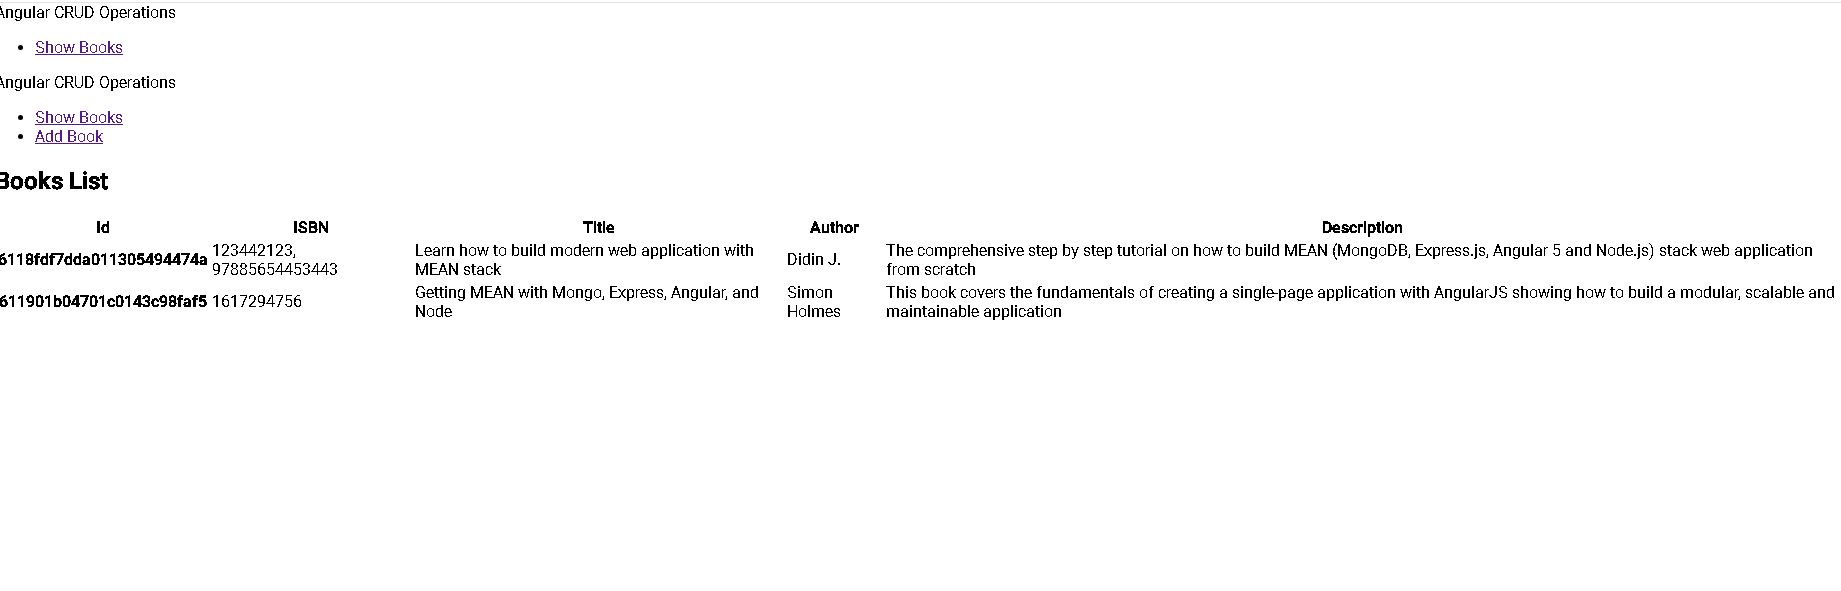 Angular CRUD Operations
Show Books
Angular CRUD Operations
Show Books
Add Book
Books List
Id ISBN Title Author Description
6118fdf7dda011305494474a 123442123, 97885654453443 Learn how to build modern web application with MEAN stack Didin J. The comprehensive step by step tutorial on how to build MEAN (MongoDB, Express.js, Angular 5 and Node.js) stack web application from scratch
611901b04701c0143c98faf5 1617294756 Getting MEAN with Mongo, Express, Angular, and Node Simon Holmes This book covers the fundamentals of creating a single-page application with AngularJS showing how to build a modular, scalable and maintainable application